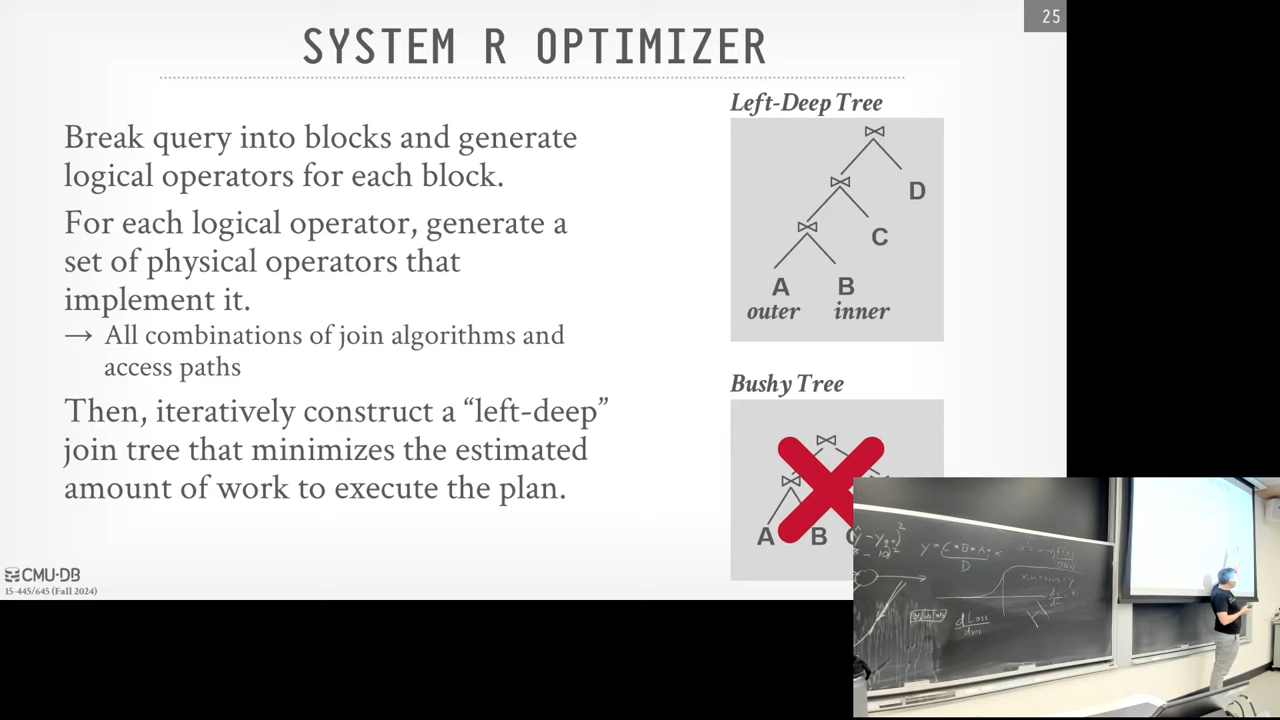 25
SYSTEM R OPTIMIZER
Break query into blocks and generate
logical operators for each block.
For each logical operator, generate a
set of physical operators that
implement it.
→ All combinations of join algorithms and
access paths
Then, iteratively construct a “left-deep”
join tree that minimizes the estimated
amount of work to execute the plan.
Left-Deep Tree
D
C
A B
outer inner
Bushy Tree
A B
CMU·DB
15-445/645 (Fall 2024)
d Loss